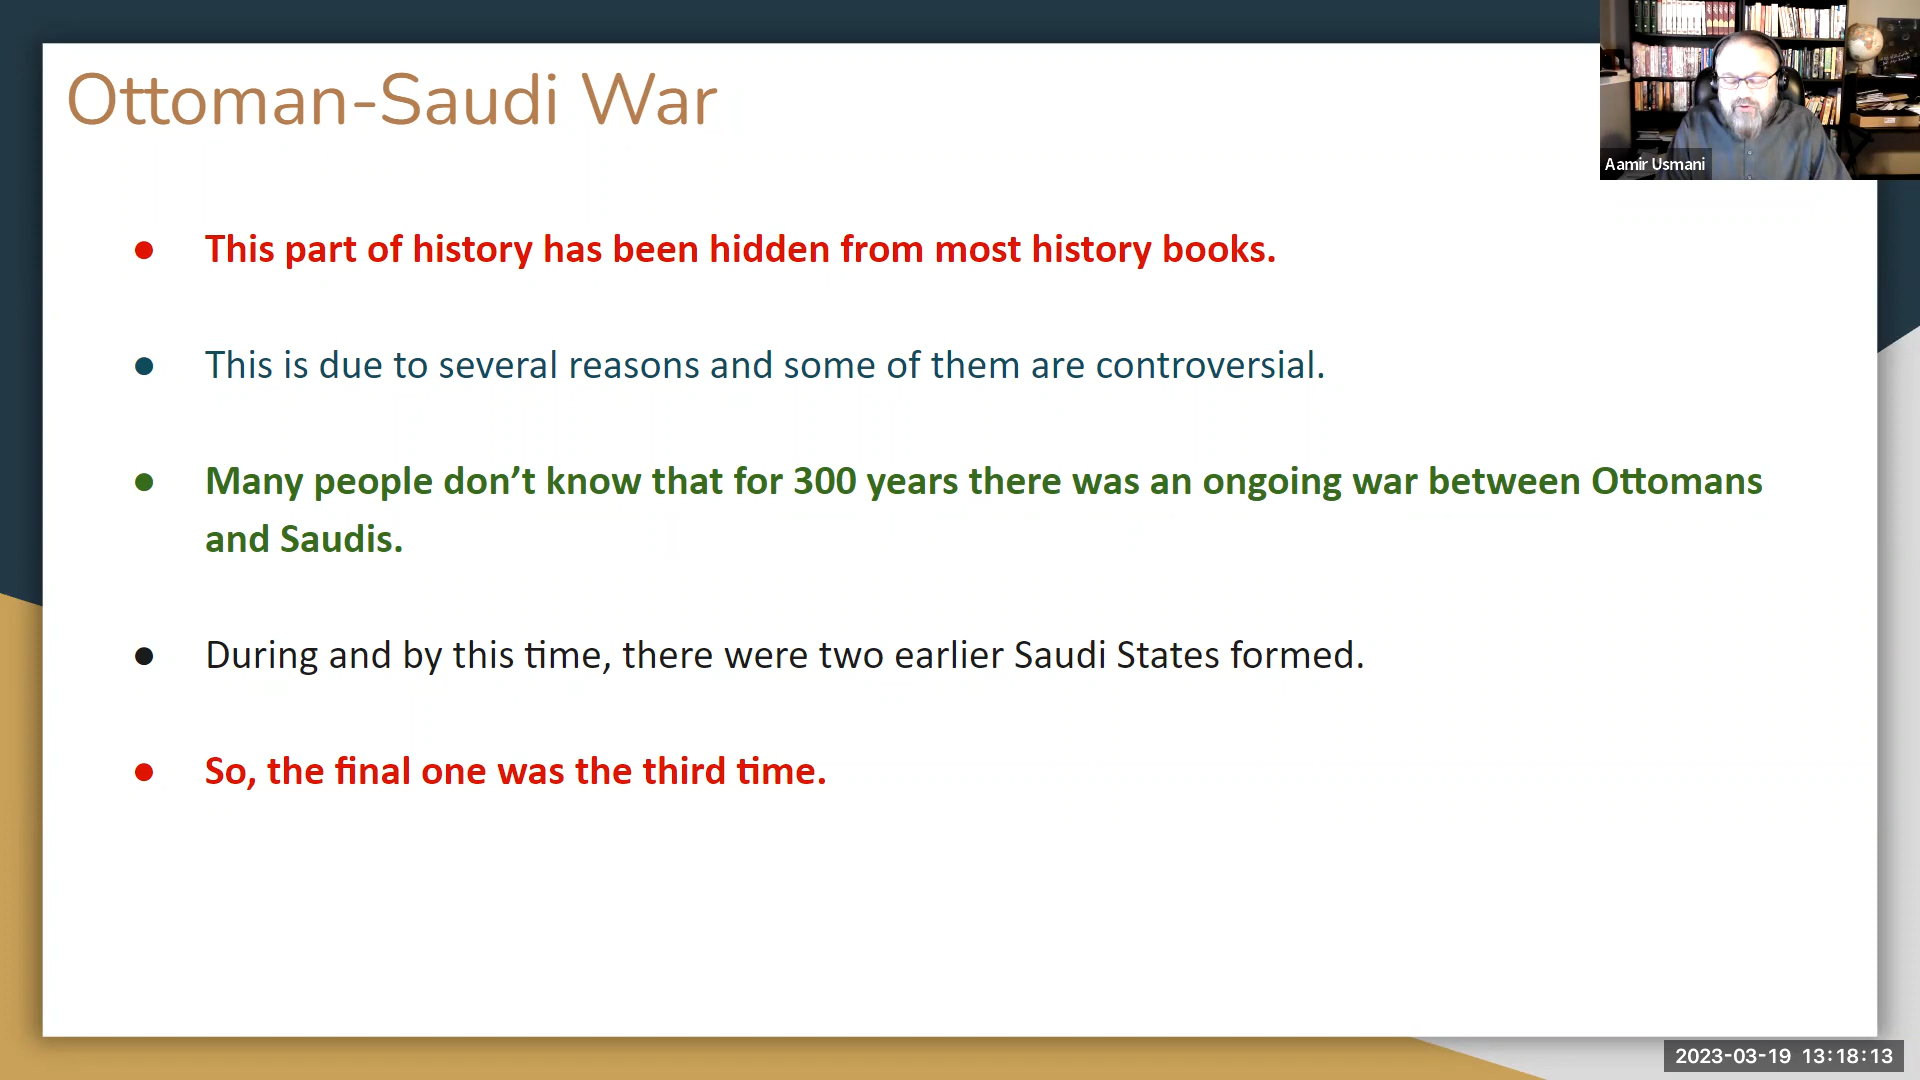 Ottoman-Saudi War
Aamir Usmani
● This part of history has been hidden from most history books.
● This is due to several reasons and some of them are controversial.
● Many people don’t know that for 300 years there was an ongoing war between Ottomans
and Saudis.
● During and by this time, there were two earlier Saudi States formed.
● So, the final one was the third time.
2023-03-19 13:18:13